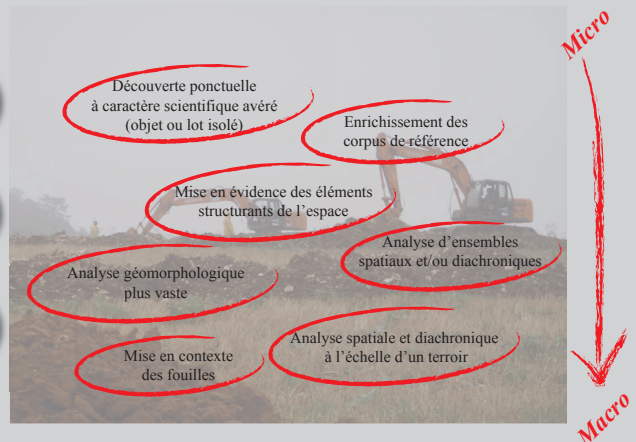 Micro
Découverte ponctuelle
à caractère scientifique avéré
(objet ou lot isolé)
Enrichissement des
corpus de référence
Mise en évidence des éléments
structurants de l'espace
Analyse d'ensembles
spatiaux et/ou diachroniques
Analyse géomorphologique
plus vaste
Analyse spatiale et diachronique
à l'échelle d'un terroir
Mise en contexte
des fouilles
Macro